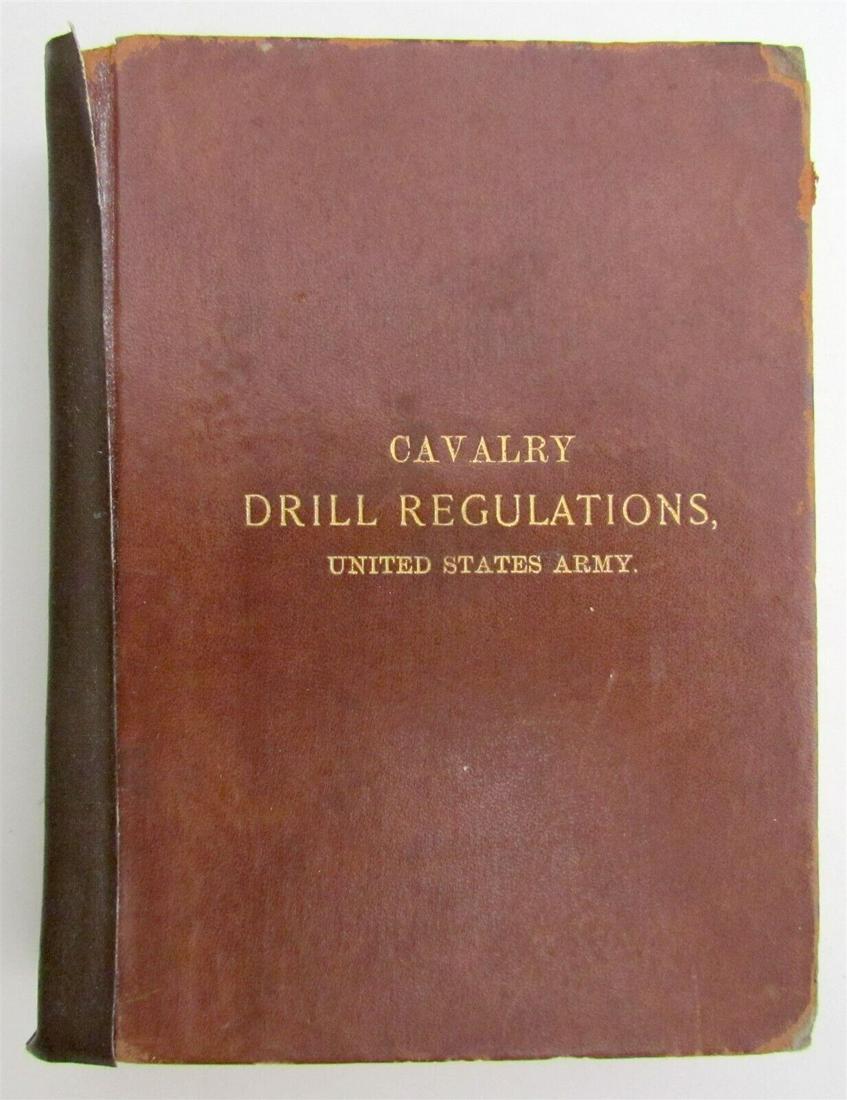 CAVALRY
DRILL REGULATIONS,
UNITED STATES ARMY.